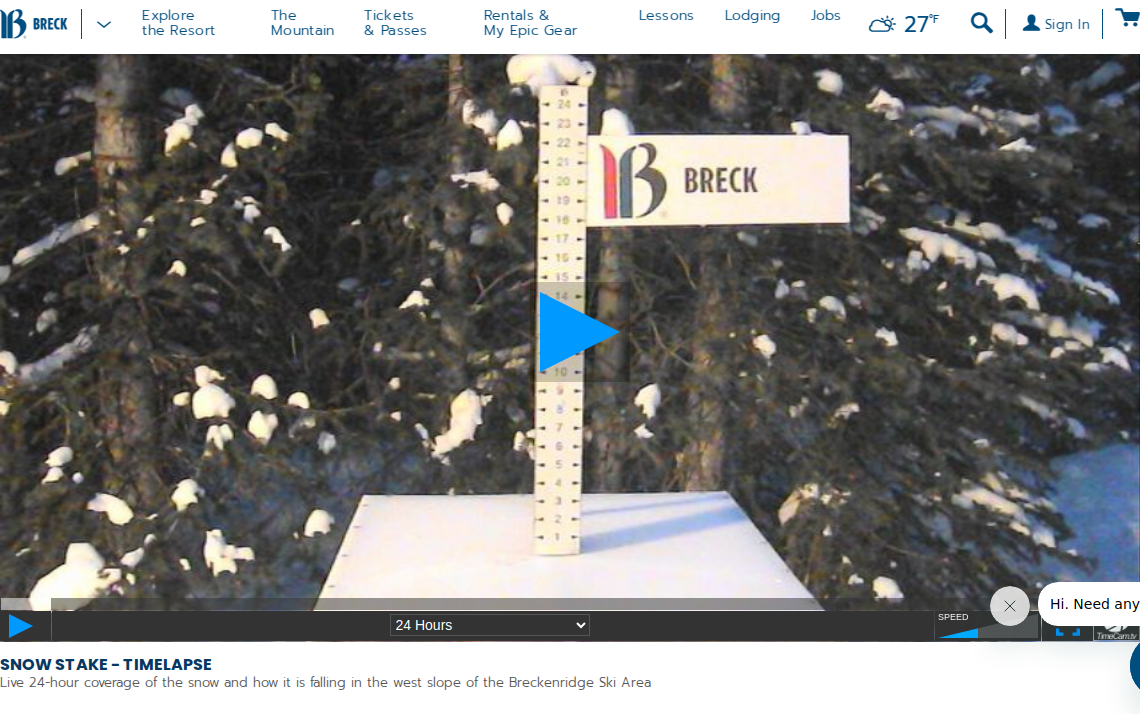 BRECK
Explore
the Resort
The
Mountain
Tickets
& Passes
Rentals &
My Epic Gear
Lessons
Lodging
Jobs
27°F
Sign In
24
23
22
21
20
19
18
17
16
15
14
10
9
8
7
6
5
4
3
2
1
BRECK
24 Hours
SPEED
Hi. Need any
TimeCam.tv
SNOW STAKE - TIMELAPSE
Live 24-hour coverage of the snow and how it is falling in the west slope of the Breckenridge Ski Area